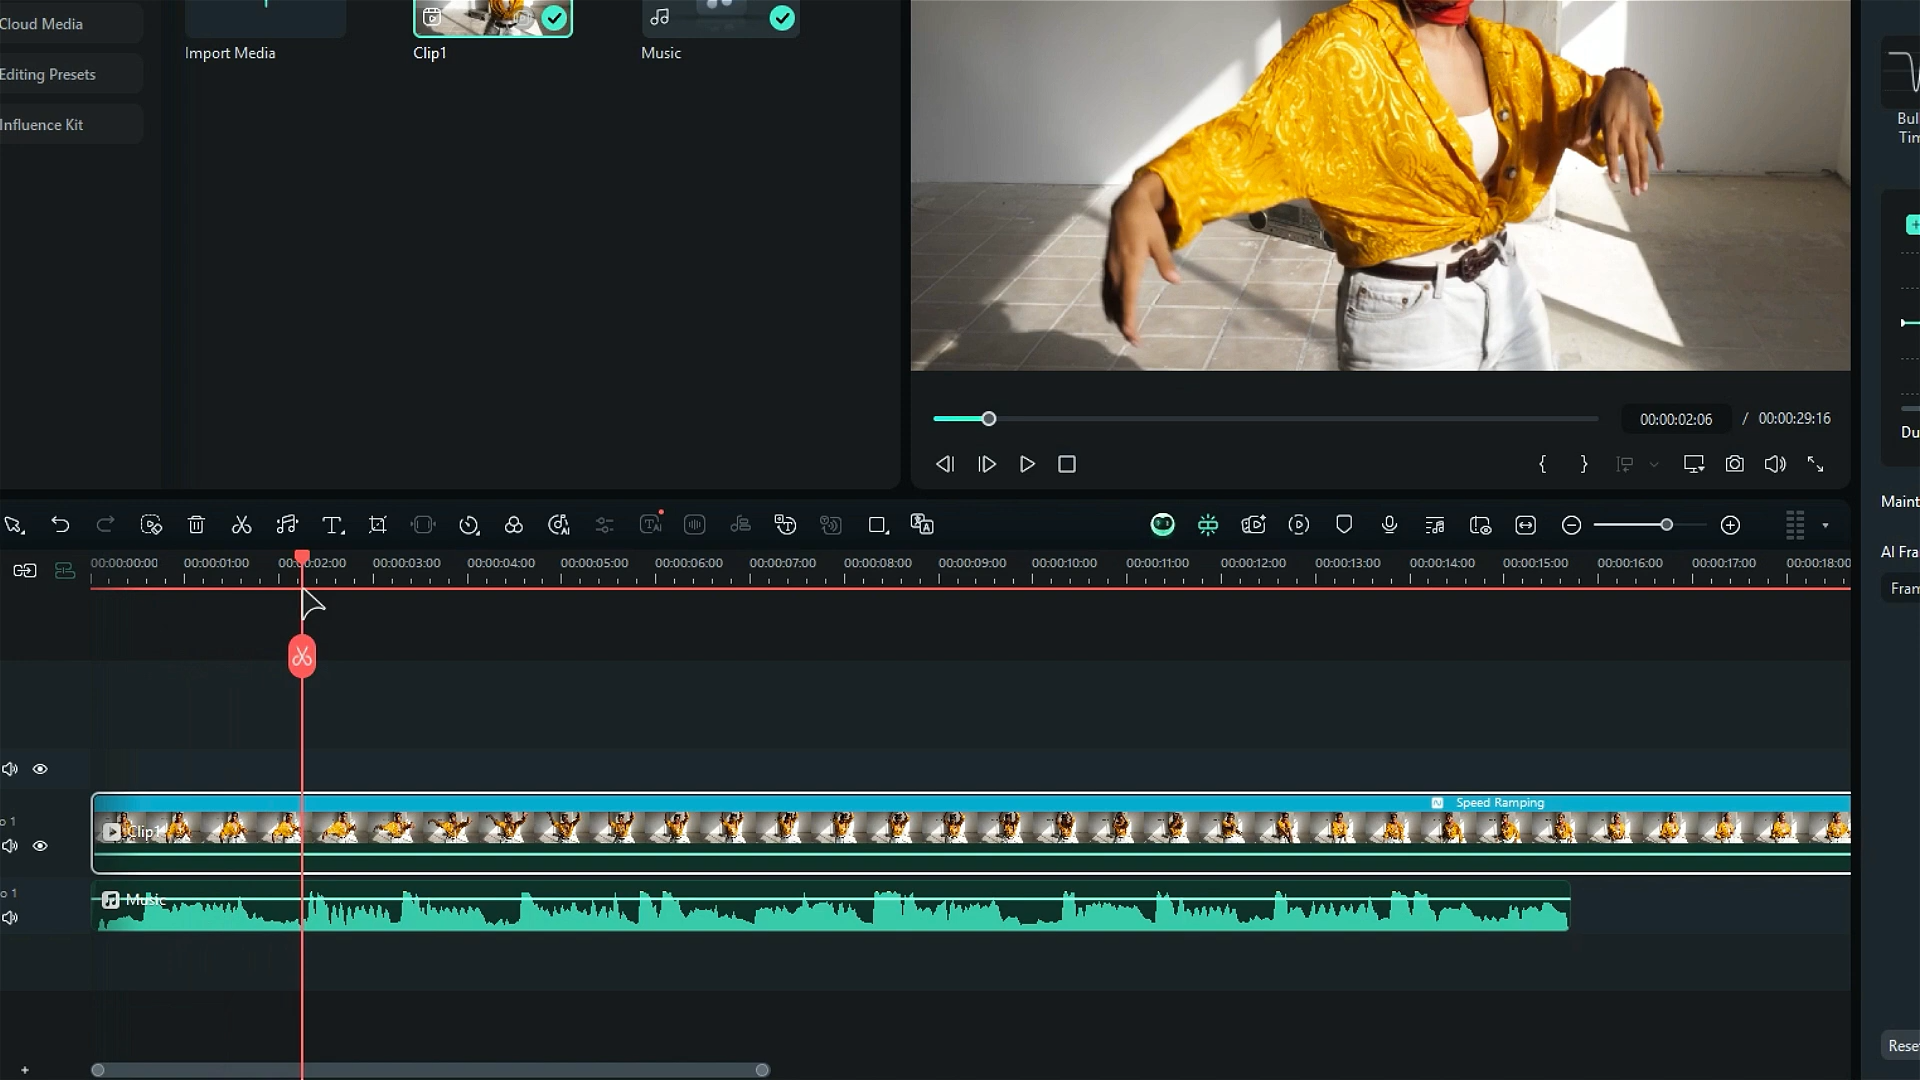 Cloud Media
Editing Presets
Influence Kit
Import Media
Clip1
Music
00:00:02:06 / 00:00:29:16
Bul
Tim
Du
Maint
AI Fra
Fram
Rese
00:00:00:00 00:00:01:00 00:00:02:00 00:00:03:00 00:00:04:00 00:00:05:00 00:00:06:00 00:00:07:00 00:00:08:00 00:00:09:00 00:00:10:00 00:00:11:00 00:00:12:00 00:00:13:00 00:00:14:00 00:00:15:00 00:00:16:00 00:00:17:00 00:00:18:00
Speed Ramping
o 1
Clip1
o 1
Music